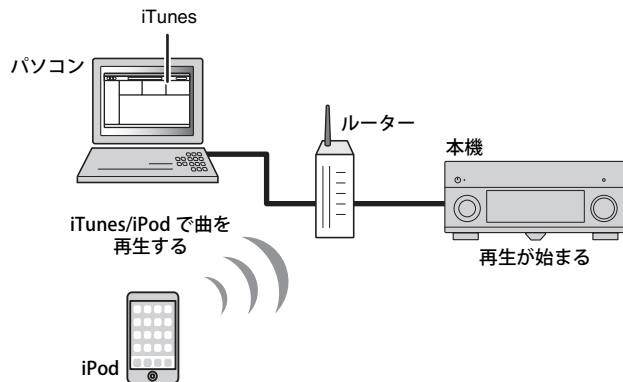 iTunes
パソコン
ルーター
本機
iTunes/iPod で曲を
再生する
再生が始まる
iPod